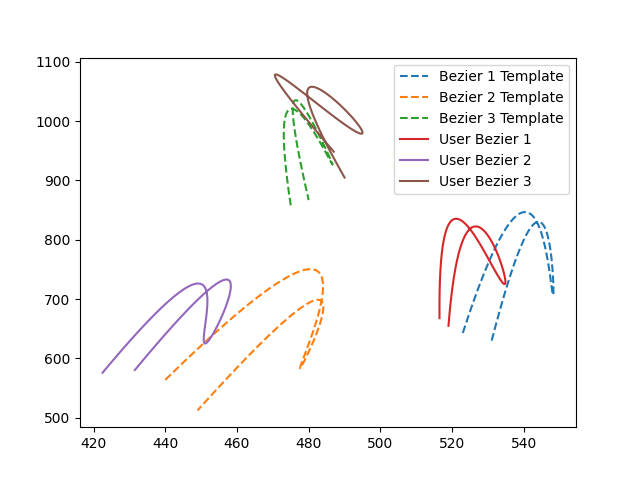 1100
1000
900
800
700
600
500
420
440
460
480
500
520
540
Bezier 1 Template
Bezier 2 Template
Bezier 3 Template
User Bezier 1
User Bezier 2
User Bezier 3